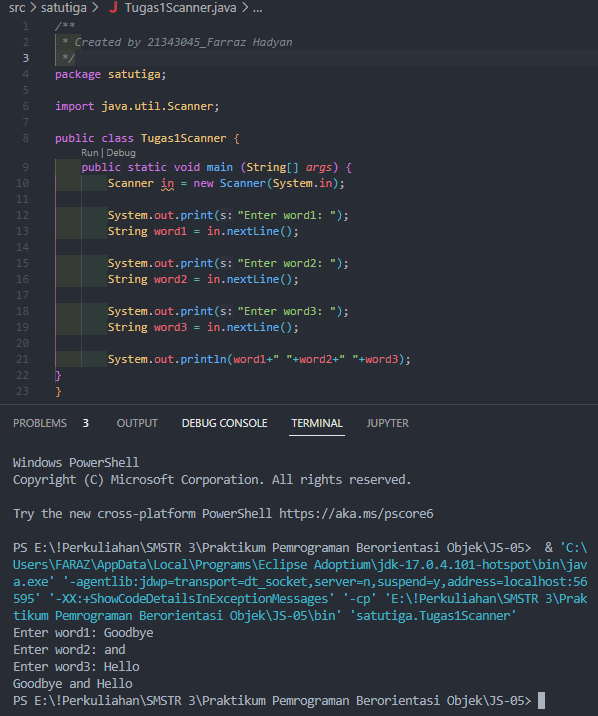 src > satutiga > J Tugas1Scanner.java > ...
1 /**
2 * Created by 21343045_Farraz Hadyan
3 */
4 package satutiga;
5
6 import java.util.Scanner;
7
8 public class Tugas1Scanner {
Run | Debug
9 public static void main (String[] args) {
10 Scanner in = new Scanner(System.in);
11
12 System.out.print(s: "Enter word1: ");
13 String word1 = in.nextLine();
14
15 System.out.print(s: "Enter word2: ");
16 String word2 = in.nextLine();
17
18 System.out.print(s: "Enter word3: ");
19 String word3 = in.nextLine();
20
21 System.out.println(word1+" "+word2+" "+word3);
22 }
23 }
PROBLEMS 3 OUTPUT DEBUG CONSOLE TERMINAL JUPYTER
Windows PowerShell
Copyright (C) Microsoft Corporation. All rights reserved.
Try the new cross-platform PowerShell https://aka.ms/pscore6
PS E:\!Perkuliahan\SMSTR 3\Praktikum Pemrograman Berorientasi Objek\JS-05> & 'C:\
Users\FARAZ\AppData\Local\Programs\Eclipse Adoptium\jdk-17.0.4.101-hotspot\bin\jav
a.exe' '-agentlib:jdwp=transport=dt_socket,server=n,suspend=y,address=localhost:56
595' '-XX:+ShowCodeDetailsInExceptionMessages' '-cp' 'E:\!Perkuliahan\SMSTR 3\Prak
tikum Pemrograman Berorientasi Objek\JS-05\bin' 'satutiga.Tugas1Scanner'
Enter word1: Goodbye
Enter word2: and
Enter word3: Hello
Goodbye and Hello
PS E:\!Perkuliahan\SMSTR 3\Praktikum Pemrograman Berorientasi Objek\JS-05>